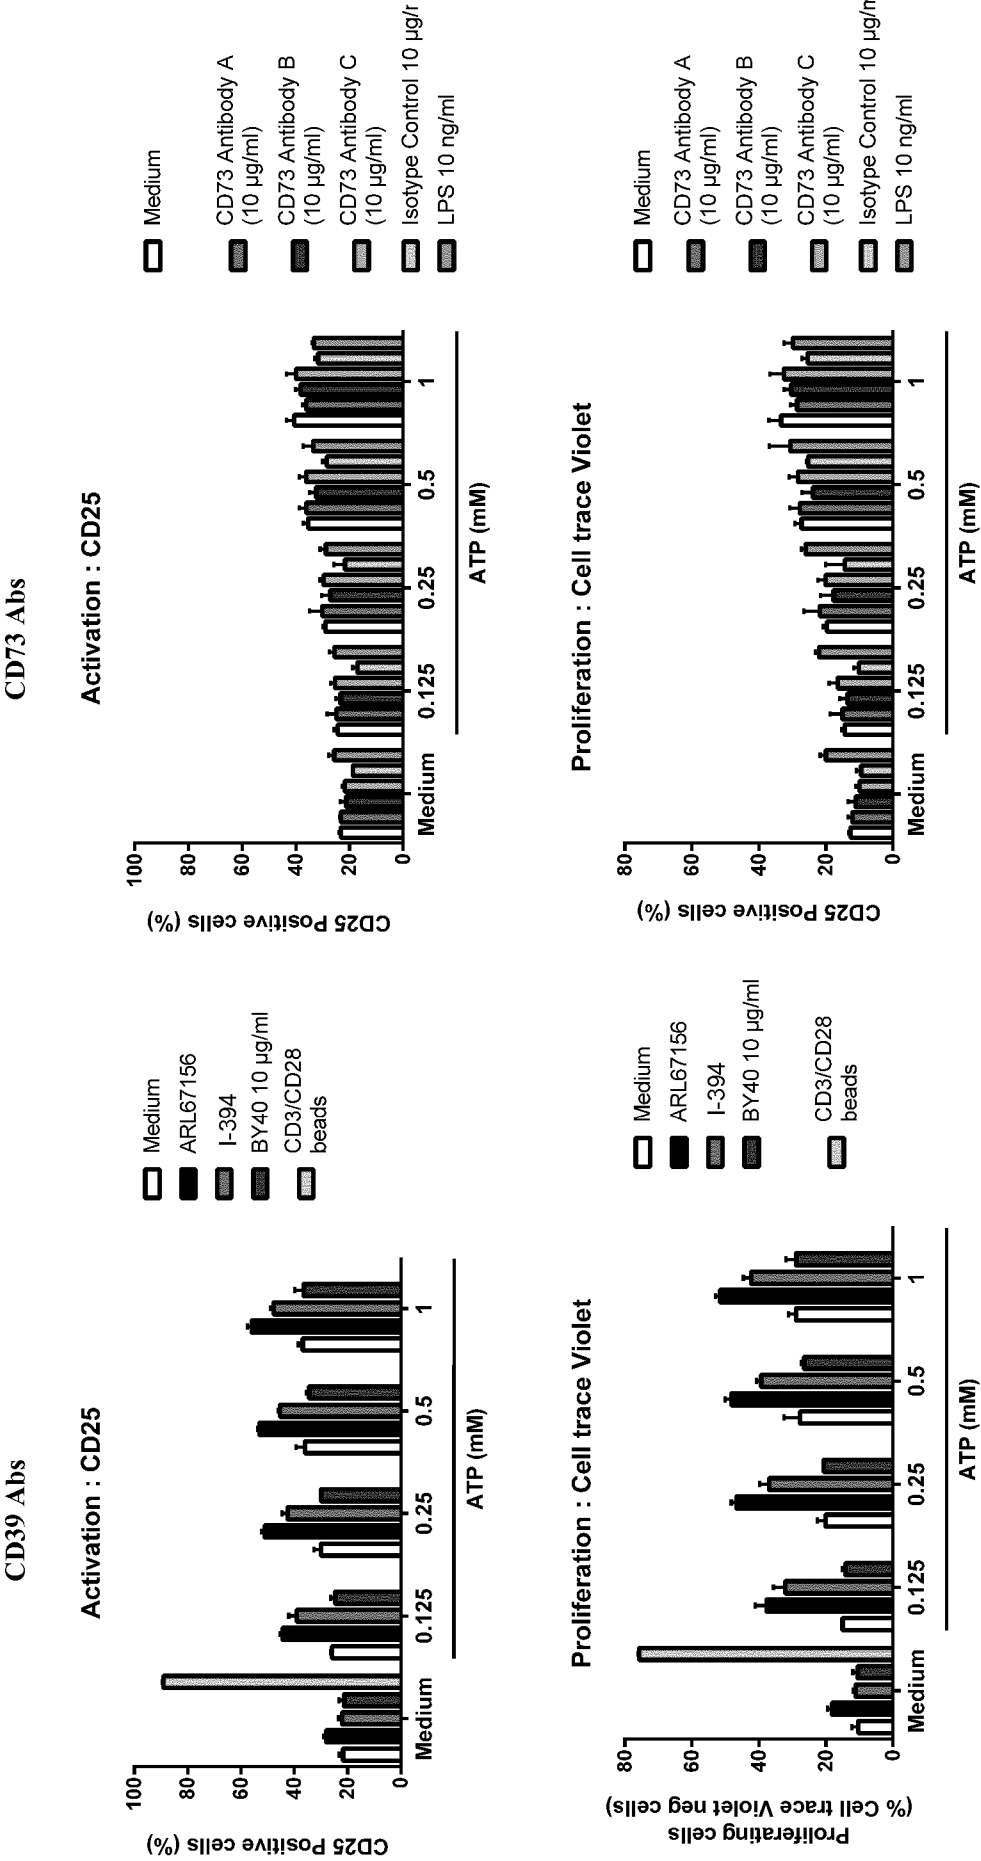 CD39 Abs
Activation : CD25
CD25 Positive cells (%)
100
80
60
40
20
0
Medium
0.125
0.25
0.5
1
ATP (mM)
Medium
ARL67156
I-394
BY40 10 µg/ml
CD3/CD28
beads
CD73 Abs
Activation : CD25
CD25 Positive cells (%)
100
80
60
40
20
0
Medium
0.125
0.25
0.5
1
ATP (mM)
Medium
CD73 Antibody A
(10 µg/ml)
CD73 Antibody B
(10 µg/ml)
CD73 Antibody C
(10 µg/ml)
Isotype Control 10 µg/
LPS 10 ng/ml
Proliferation : Cell trace Violet
Proliferating cells
(% Cell trace Violet neg cells)
80
60
40
20
0
Medium
0.125
0.25
0.5
1
ATP (mM)
Medium
ARL67156
I-394
BY40 10 µg/ml
CD3/CD28
beads
Proliferation : Cell trace Violet
CD25 Positive cells (%)
80
60
40
20
0
Medium
0.125
0.25
0.5
1
ATP (mM)
Medium
CD73 Antibody A
(10 µg/ml)
CD73 Antibody B
(10 µg/ml)
CD73 Antibody C
(10 µg/ml)
Isotype Control 10 µg/m
LPS 10 ng/ml